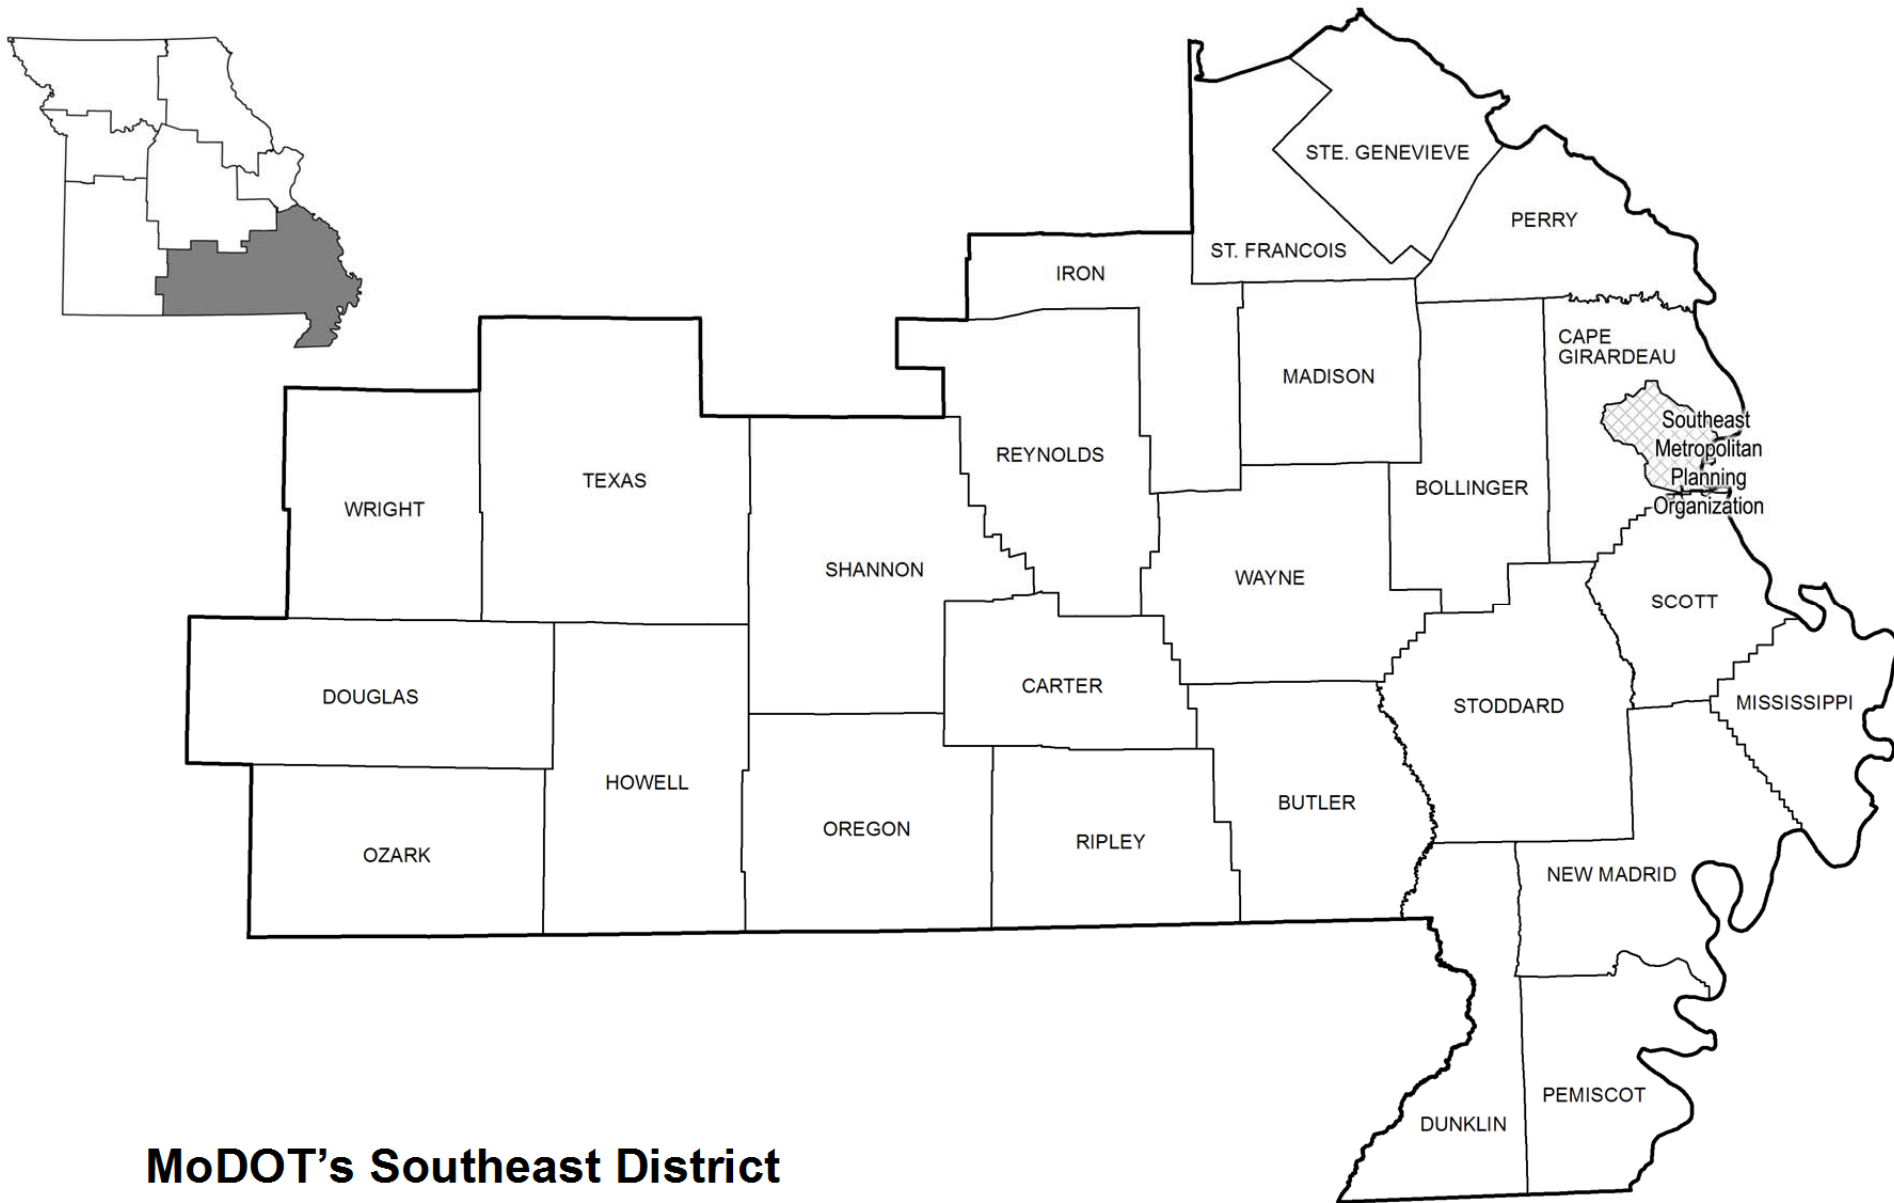 STE. GENEVIEVE
PERRY
ST. FRANCOIS
IRON
CAPE
GIRARDEAU
MADISON
Southeast
Metropolitan
Planning
Organization
REYNOLDS
TEXAS
BOLLINGER
WRIGHT
SHANNON
WAYNE
SCOTT
CARTER
DOUGLAS
STODDARD
MISSISSIPPI
HOWELL
BUTLER
OREGON
RIPLEY
OZARK
NEW MADRID
PEMISCOT
DUNKLIN
MoDOT’s Southeast District